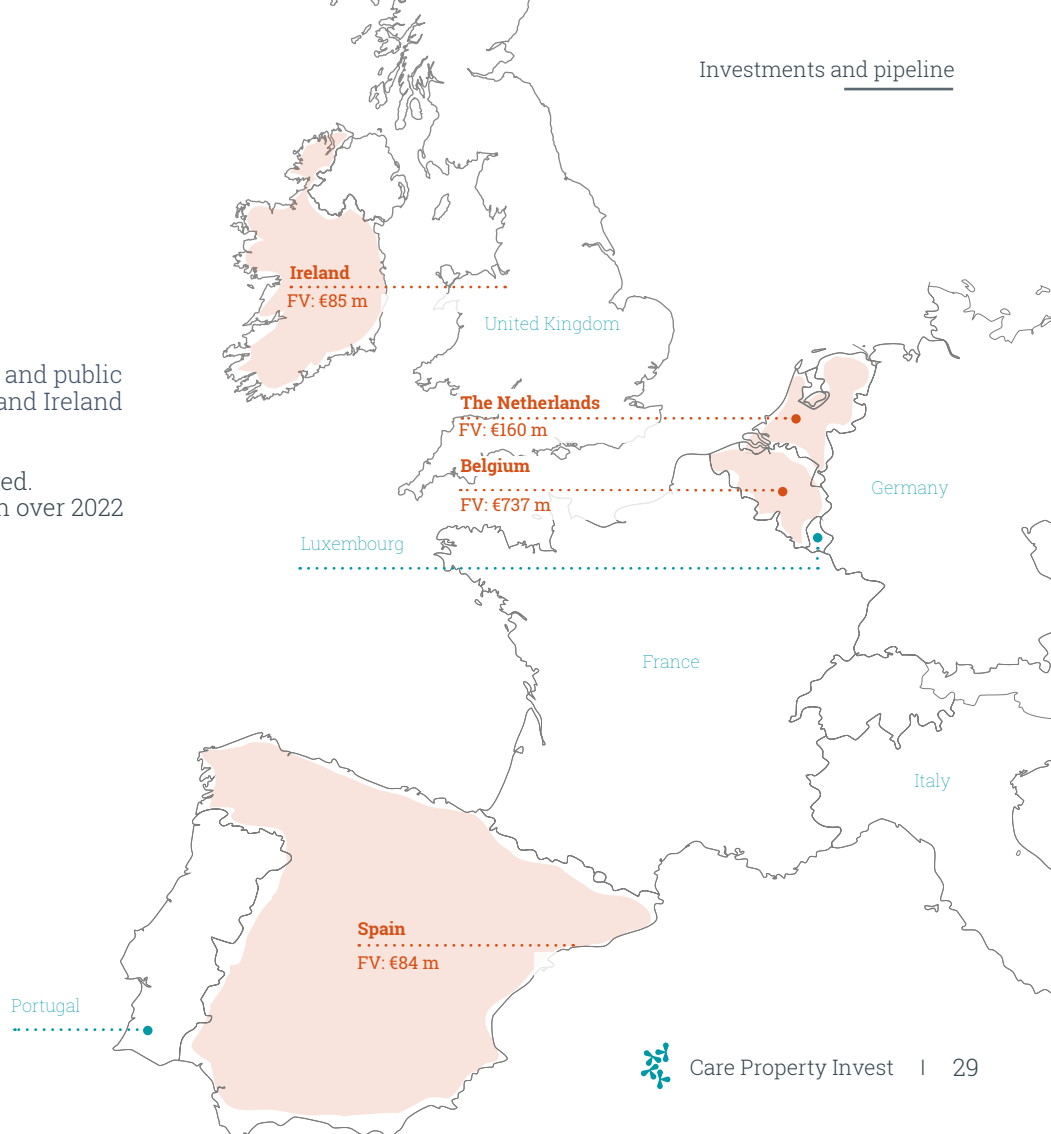 Investments and pipeline
Ireland
FV: €85 m
United Kingdom
and public
and Ireland
The Netherlands
FV: €160 m
Belgium
FV: €737 m
ed.
over 2022
Germany
Luxembourg
France
Italy
Spain
FV: €84 m
Portugal
Care Property Invest | 29